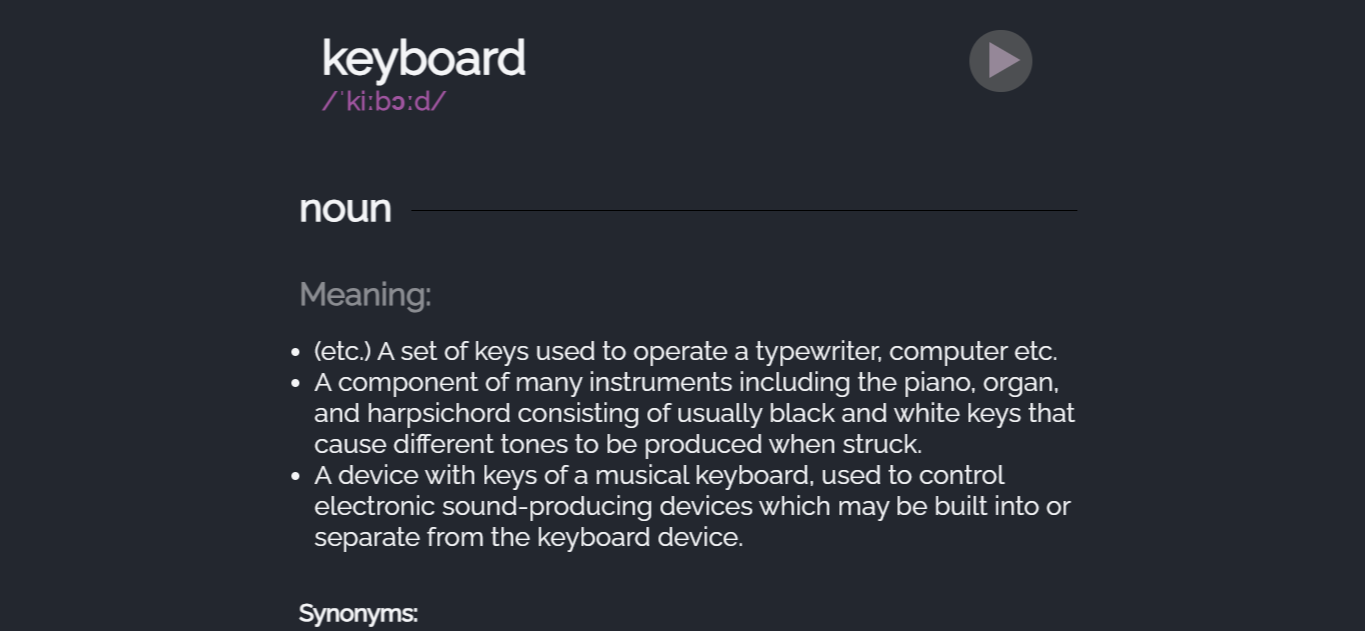 keyboard
/ˈkiːbɔːd/
noun
Meaning:
• (etc.) A set of keys used to operate a typewriter, computer etc.
• A component of many instruments including the piano, organ,
and harpsichord consisting of usually black and white keys that
cause different tones to be produced when struck.
• A device with keys of a musical keyboard, used to control
electronic sound-producing devices which may be built into or
separate from the keyboard device.
Synonyms: